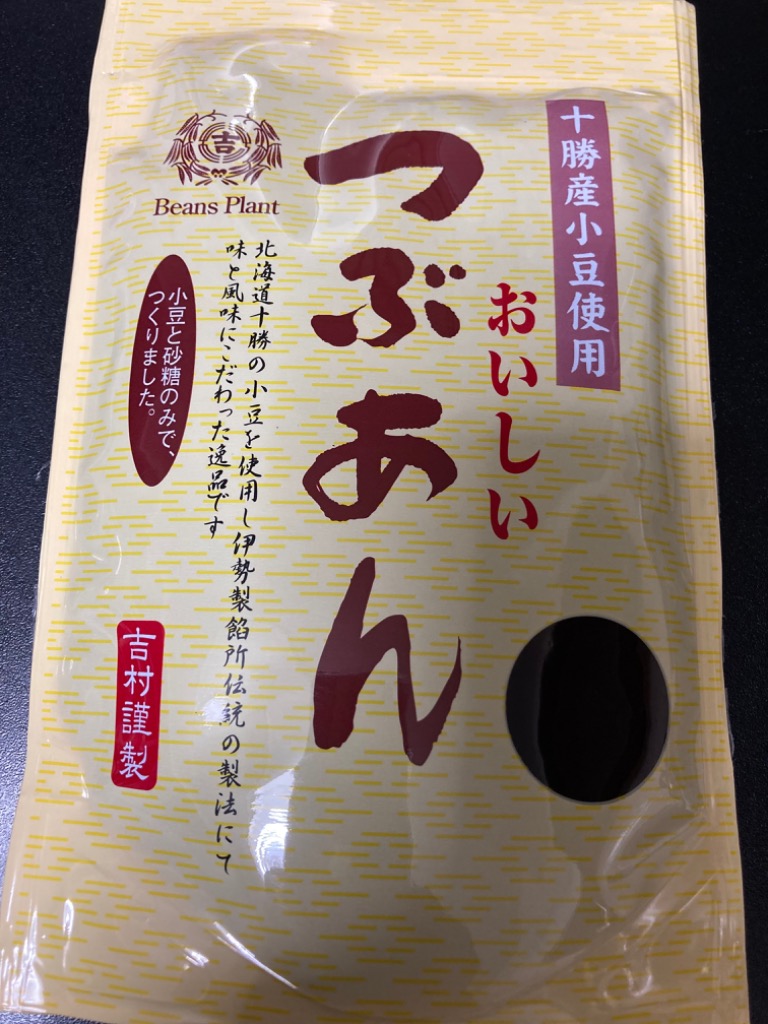 十勝産小豆使用
おいしい
つぶあん
吉
Beans Plant
北海道十勝の小豆を使用し伊勢製餡所伝統の製法にて
味と風味にこだわった逸品です
小豆と砂糖のみで、
つくりました。
吉村謹製